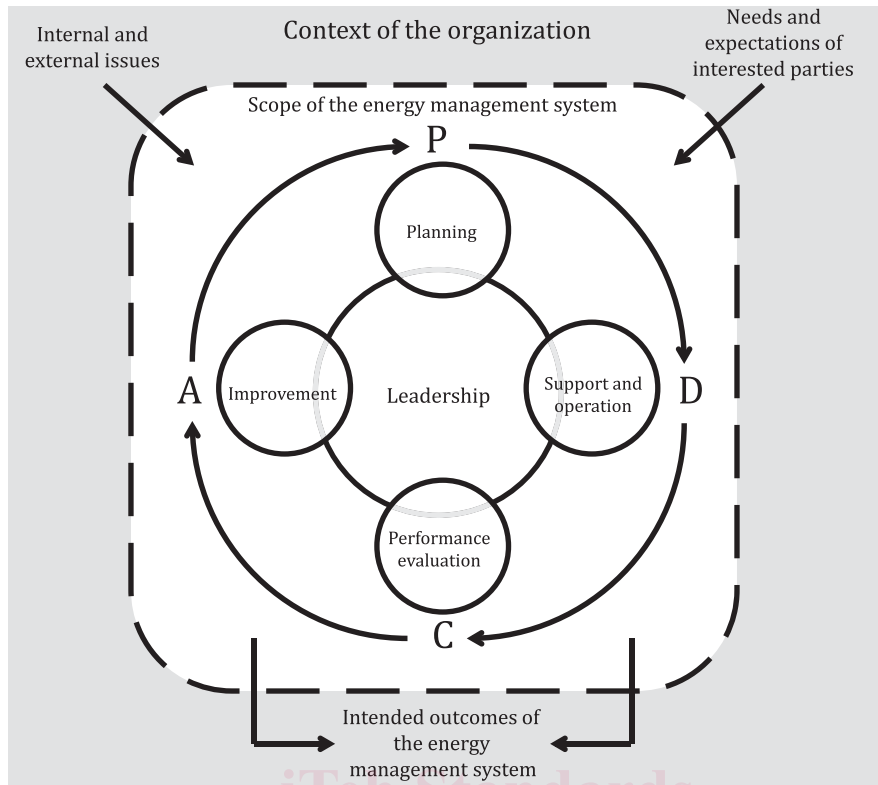 Context of the organization
Internal and
external issues
Needs and
expectations of
interested parties
Scope of the energy management system
P
Planning
A
Improvement
Leadership
Support and
operation
D
Performance
evaluation
C
Intended outcomes of
the energy
management system